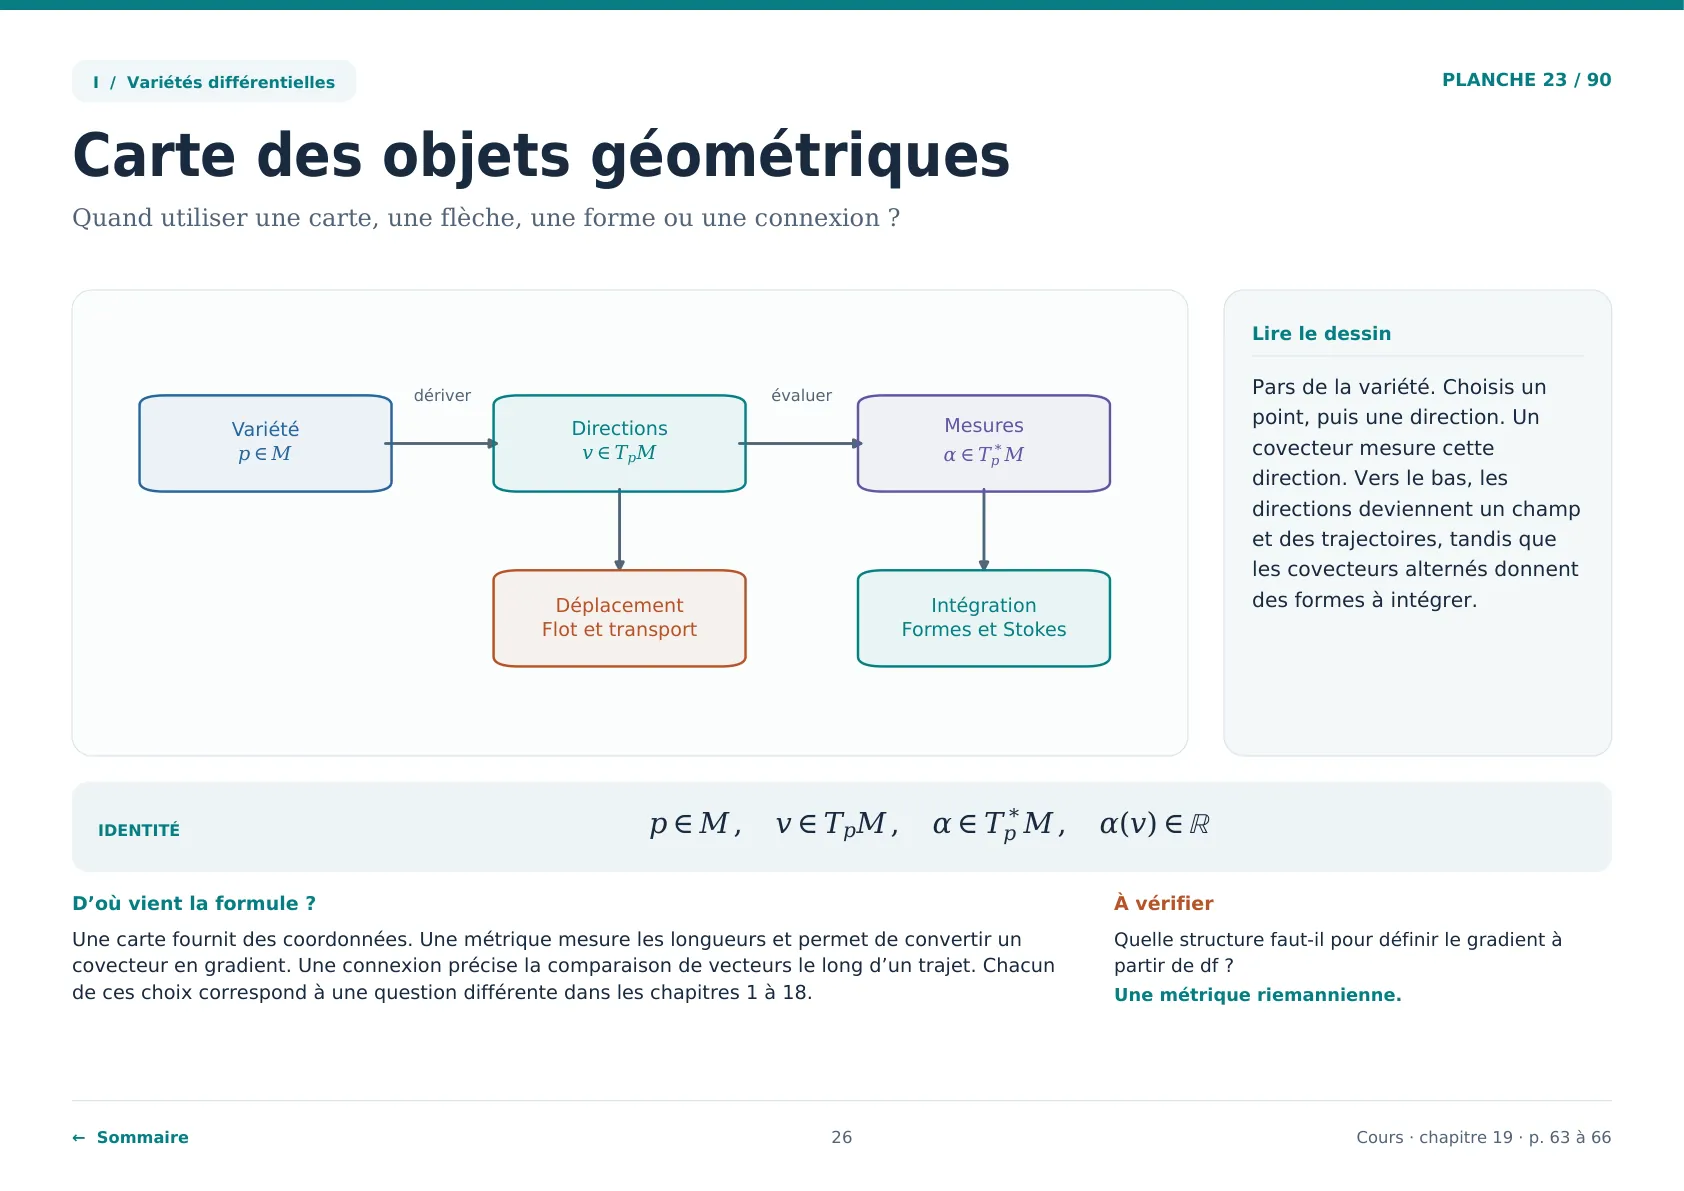 I / Variétés différentielles
PLANCHE 23 / 90
Carte des objets géométriques
Quand utiliser une carte, une flèche, une forme ou une connexion ?
dériver
évaluer
Variété
p ∈ M
Directions
v ∈ TₚM
Mesures
α ∈ Tₚ*M
Déplacement
Flot et transport
Intégration
Formes et Stokes
Lire le dessin
Pars de la variété. Choisis un
point, puis une direction. Un
covecteur mesure cette
direction. Vers le bas, les
directions deviennent un champ
et des trajectoires, tandis que
les covecteurs alternés donnent
des formes à intégrer.
IDENTITÉ
p ∈ M, v ∈ TₚM, α ∈ Tₚ*M, α(v) ∈ ℝ
D’où vient la formule ?
Une carte fournit des coordonnées. Une métrique mesure les longueurs et permet de convertir un
covecteur en gradient. Une connexion précise la comparaison de vecteurs le long d’un trajet. Chacun
de ces choix correspond à une question différente dans les chapitres 1 à 18.
À vérifier
Quelle structure faut-il pour définir le gradient à
partir de df ?
Une métrique riemannienne.
← Sommaire
26
Cours · chapitre 19 · p. 63 à 66